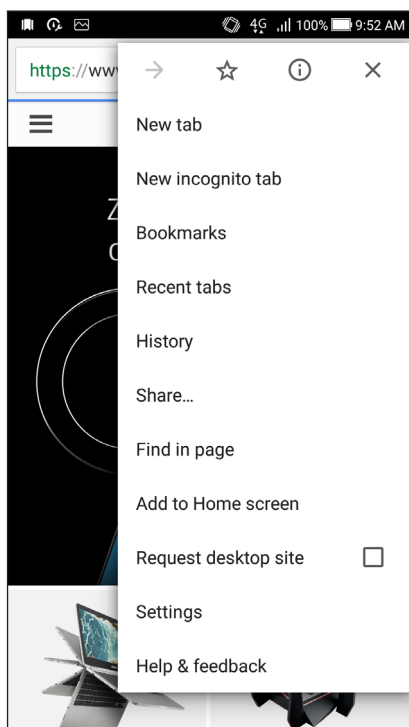 4G 100% 9:52 AM
https://www
New tab
New incognito tab
Bookmarks
Recent tabs
History
Share...
Find in page
Add to Home screen
Request desktop site
Settings
Help & feedback